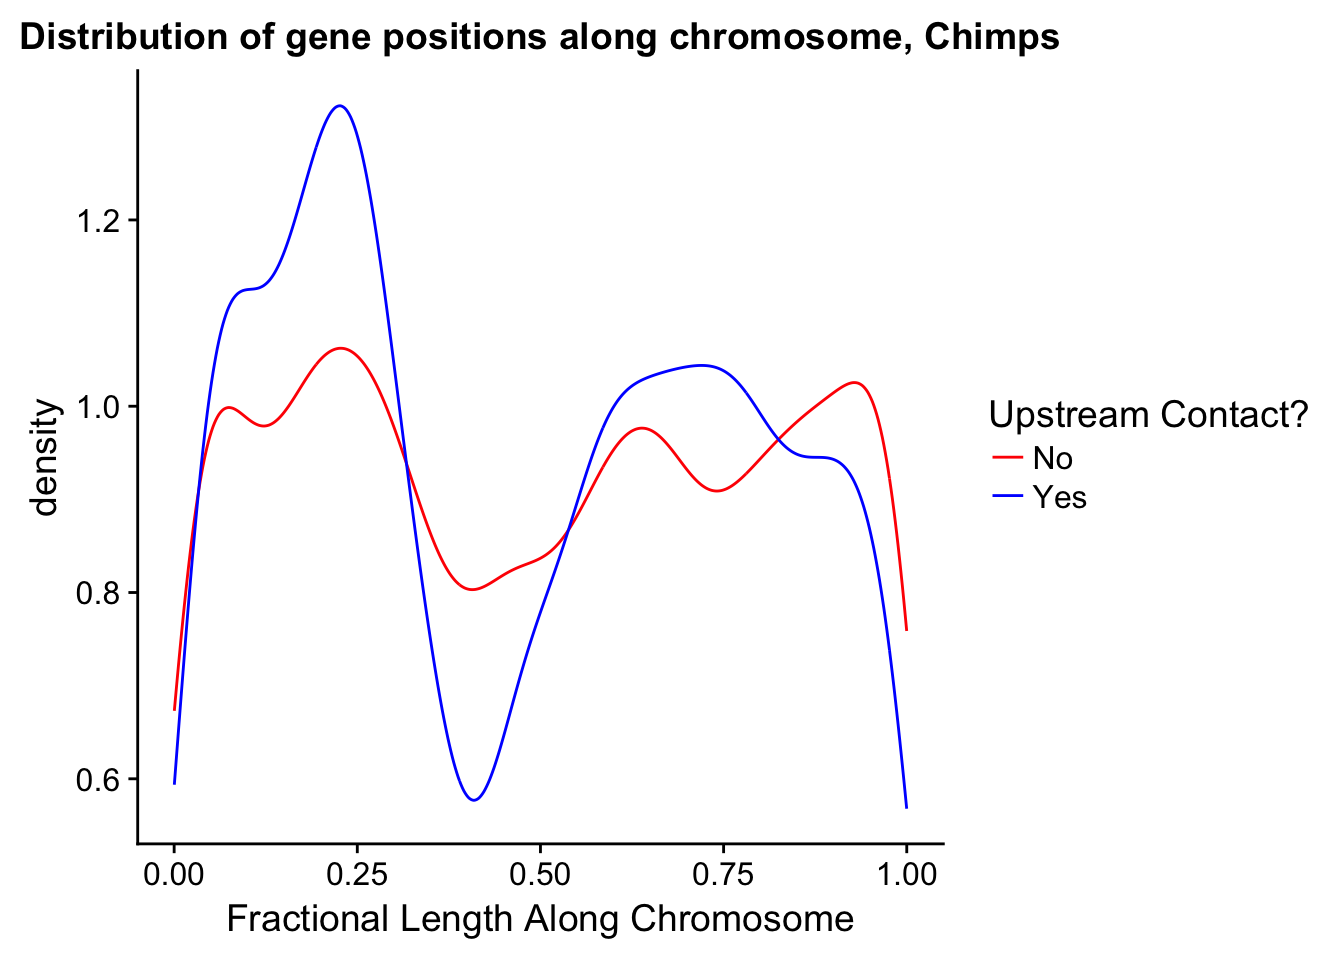 Distribution of gene positions along chromosome, Chimps
density
1.2
1.0
0.8
0.6
0.00 0.25 0.50 0.75 1.00
Fractional Length Along Chromosome
Upstream Contact?
No
Yes